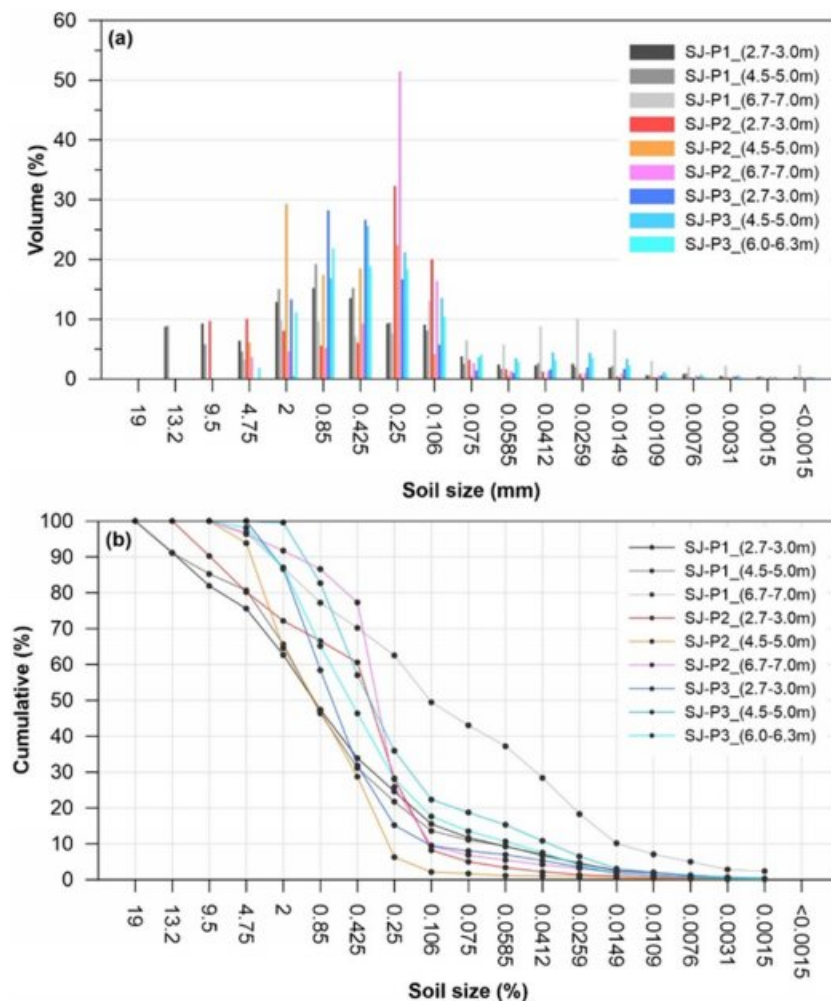 (a)
60
50
40
30
20
10
0
Volume (%)
SJ-P1_(2.7-3.0m)
SJ-P1_(4.5-5.0m)
SJ-P1_(6.7-7.0m)
SJ-P2_(2.7-3.0m)
SJ-P2_(4.5-5.0m)
SJ-P2_(6.7-7.0m)
SJ-P3_(2.7-3.0m)
SJ-P3_(4.5-5.0m)
SJ-P3_(6.0-6.3m)
19 13.2 9.5 4.75 2 0.85 0.425 0.25 0.106 0.075 0.0585 0.0412 0.0259 0.0149 0.0109 0.0076 0.0031 0.0015 <0.0015
Soil size (mm)
(b)
100
90
80
70
60
50
40
30
20
10
0
Cumulative (%)
SJ-P1_(2.7-3.0m)
SJ-P1_(4.5-5.0m)
SJ-P1_(6.7-7.0m)
SJ-P2_(2.7-3.0m)
SJ-P2_(4.5-5.0m)
SJ-P2_(6.7-7.0m)
SJ-P3_(2.7-3.0m)
SJ-P3_(4.5-5.0m)
SJ-P3_(6.0-6.3m)
19 13.2 9.5 4.75 2 0.85 0.425 0.25 0.106 0.075 0.0585 0.0412 0.0259 0.0149 0.0109 0.0076 0.0031 0.0015 <0.0015
Soil size (%)